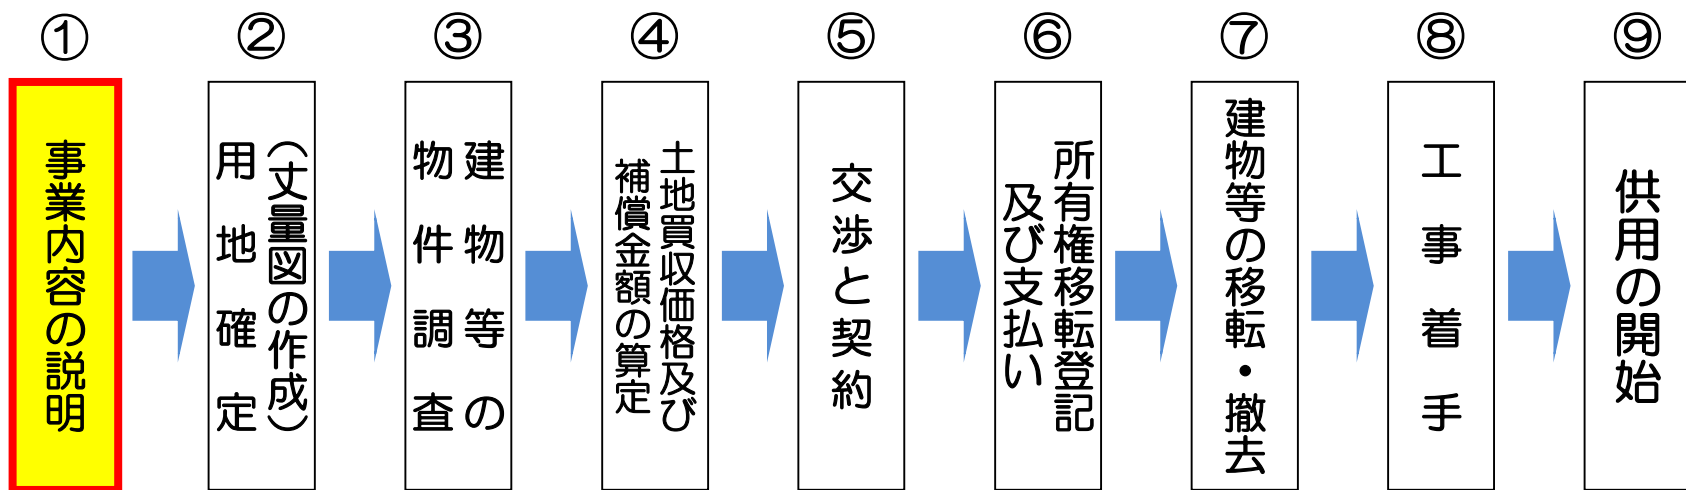 ①
事業内容の説明
②
用地確定
（丈量図の作成）
③
建物等の
物件調査
④
土地買収価格及び
補償金額の算定
⑤
交渉と契約
⑥
所有権移転登記
及び支払い
⑦
建物等の移転・撤去
⑧
工事着手
⑨
供用の開始